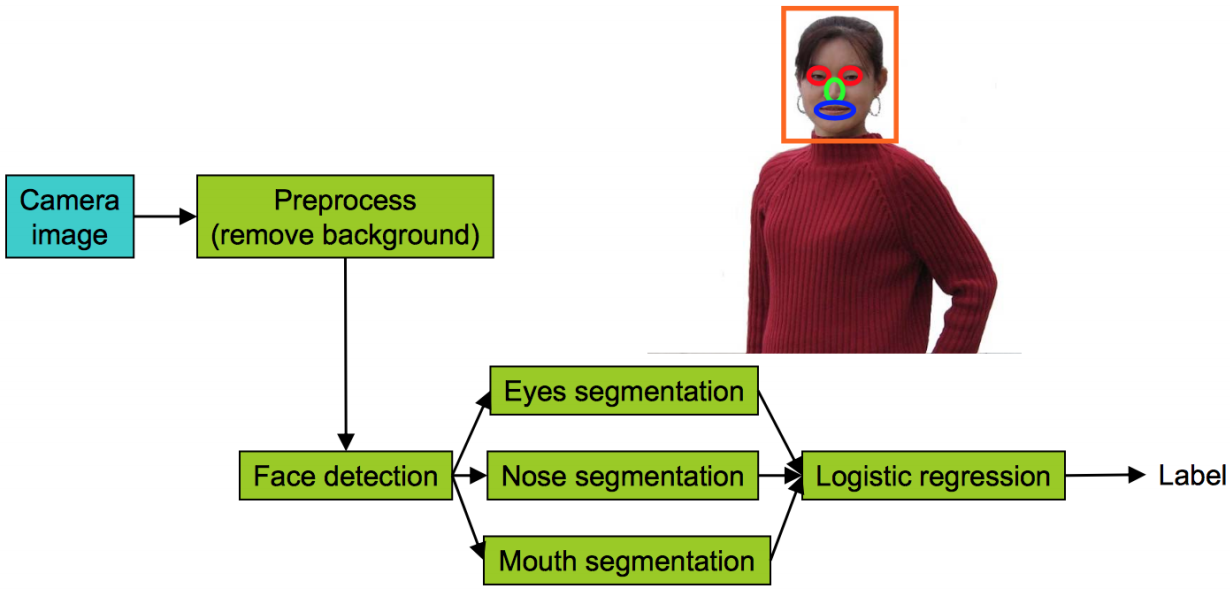 Camera
image
Preprocess
(remove background)
Eyes segmentation
Face detection
Nose segmentation
Logistic regression
Label
Mouth segmentation